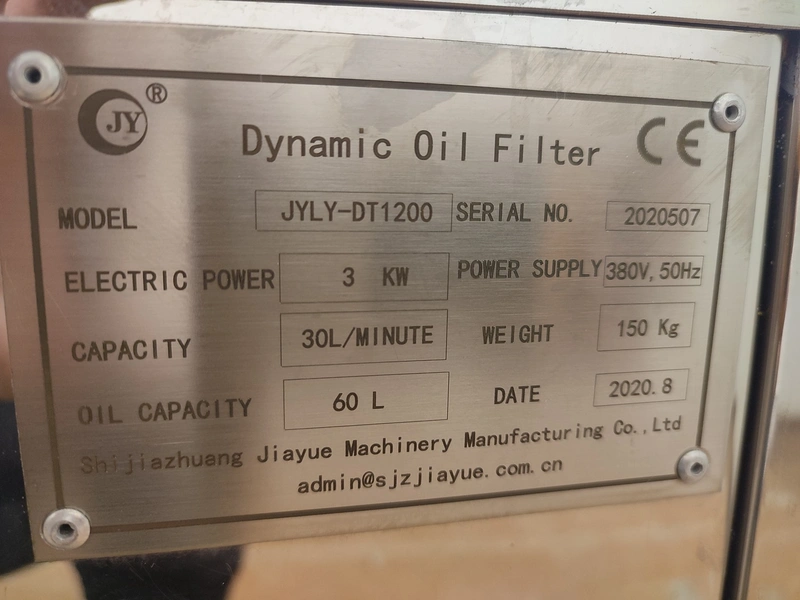 JY®
Dynamic Oil Filter CE
MODEL JYLY-DT1200 SERIAL NO. 2020507
ELECTRIC POWER 3 KW POWER SUPPLY 380V, 50Hz
CAPACITY 30L/MINUTE WEIGHT 150 Kg
OIL CAPACITY 60 L DATE 2020.8
Shijiazhuang Jiayue Machinery Manufacturing Co., Ltd
admin@sjzjiayue.com.cn